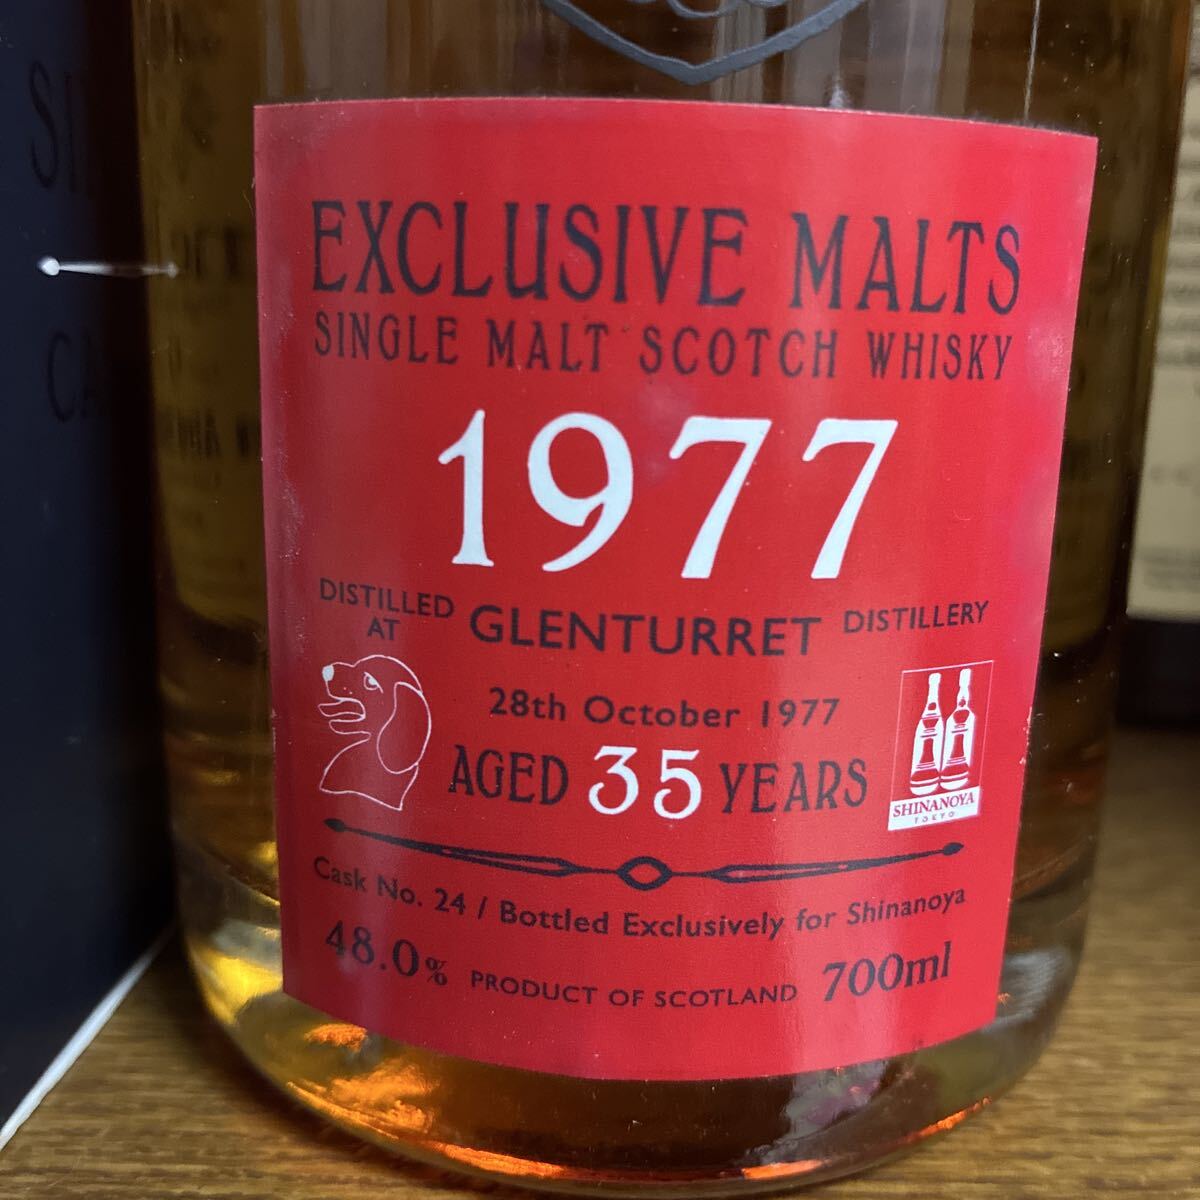 EXCLUSIVE MALTS
SINGLE MALT SCOTCH WHISKY
1977
DISTILLED AT GLENTURRET DISTILLERY
28th October 1977
AGED 35 YEARS
SHINANOYA
TOKYO
Cask No. 24 / Bottled Exclusively for Shinanoya
48.0% PRODUCT OF SCOTLAND 700ml